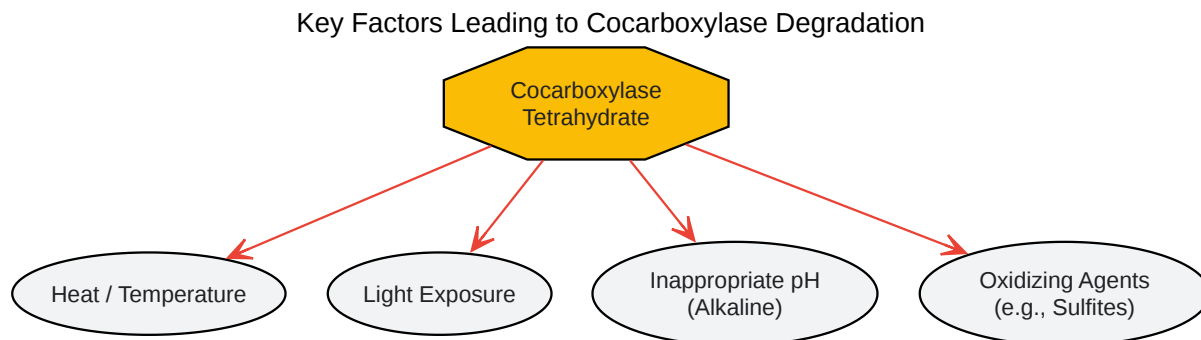 Key Factors Leading to Cocarboxylase Degradation
Cocarboxylase
Tetrahydrate
Heat / Temperature
Light Exposure
Inappropriate pH
(Alkaline)
Oxidizing Agents
(e.g., Sulfites)